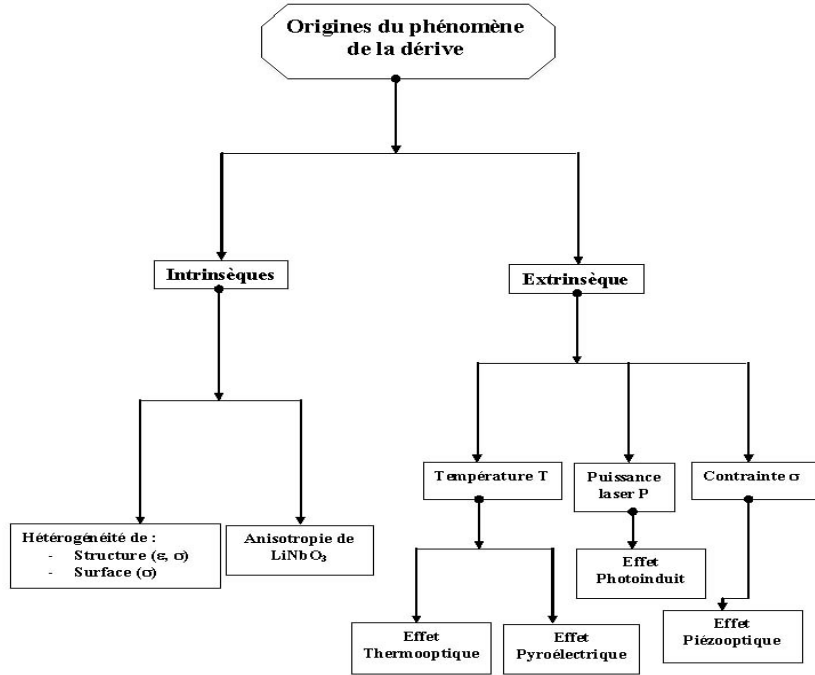 Origines du phénomène
de la dérive
Intrinsèques
Extrinsèque
Température T
Puissance
laser P
Contrainte σ
Hétérogénéité de :
- Structure (ε, σ)
- Surface (σ)
Anisotropie de
LiNbO₃
Effet
Photoinduit
Effet
Thermooptique
Effet
Pyroélectrique
Effet
Piézooptique